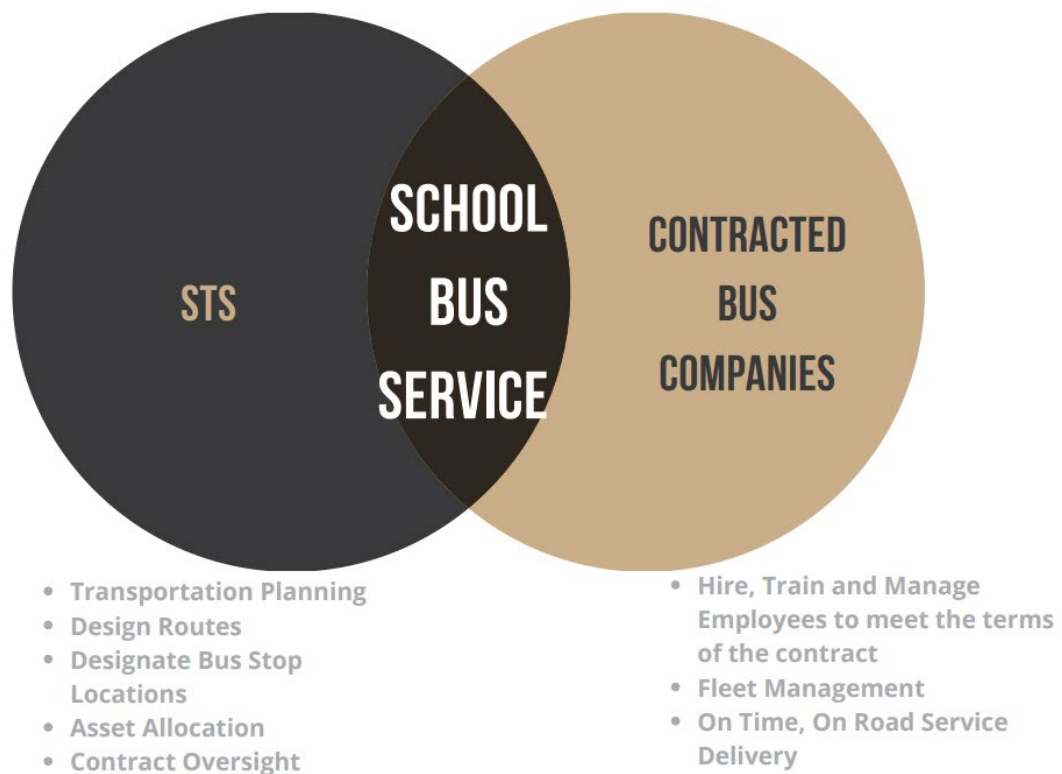 STS
SCHOOL
BUS
SERVICE
CONTRACTED
BUS
COMPANIES
• Transportation Planning
• Design Routes
• Designate Bus Stop
Locations
• Asset Allocation
• Contract Oversight
• Hire, Train and Manage
Employees to meet the terms
of the contract
• Fleet Management
• On Time, On Road Service
Delivery